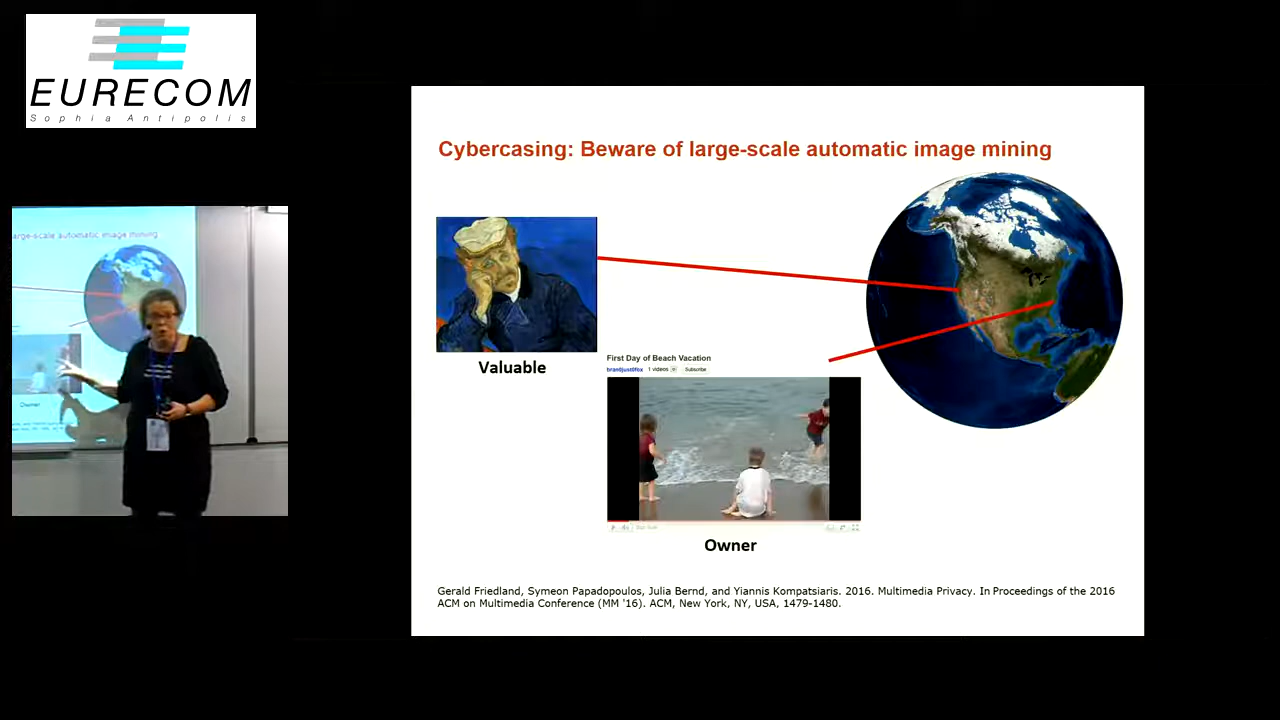 EURECOM
Sophia Antipolis
Cybercasing: Beware of large-scale automatic image mining
Valuable
First Day of Beach Vacation
1 videos
Subscribe
Owner
Gerald Friedland, Symeon Papadopoulos, Julia Bernd, and Yiannis Kompatsiaris. 2016. Multimedia Privacy. In Proceedings of the 2016
ACM on Multimedia Conference (MM '16). ACM, New York, NY, USA, 1479-1480.
large-scale automatic image mining
Owner